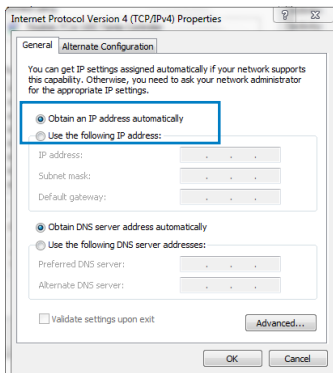 Internet Protocol Version 4 (TCP/IPv4) Properties
General
Alternate Configuration
You can get IP settings assigned automatically if your network supports
this capability. Otherwise, you need to ask your network administrator
for the appropriate IP settings.
Obtain an IP address automatically
Use the following IP address:
IP address:
Subnet mask:
Default gateway:
Obtain DNS server address automatically
Use the following DNS server addresses:
Preferred DNS server:
Alternate DNS server:
Validate settings upon exit
Advanced...
OK
Cancel